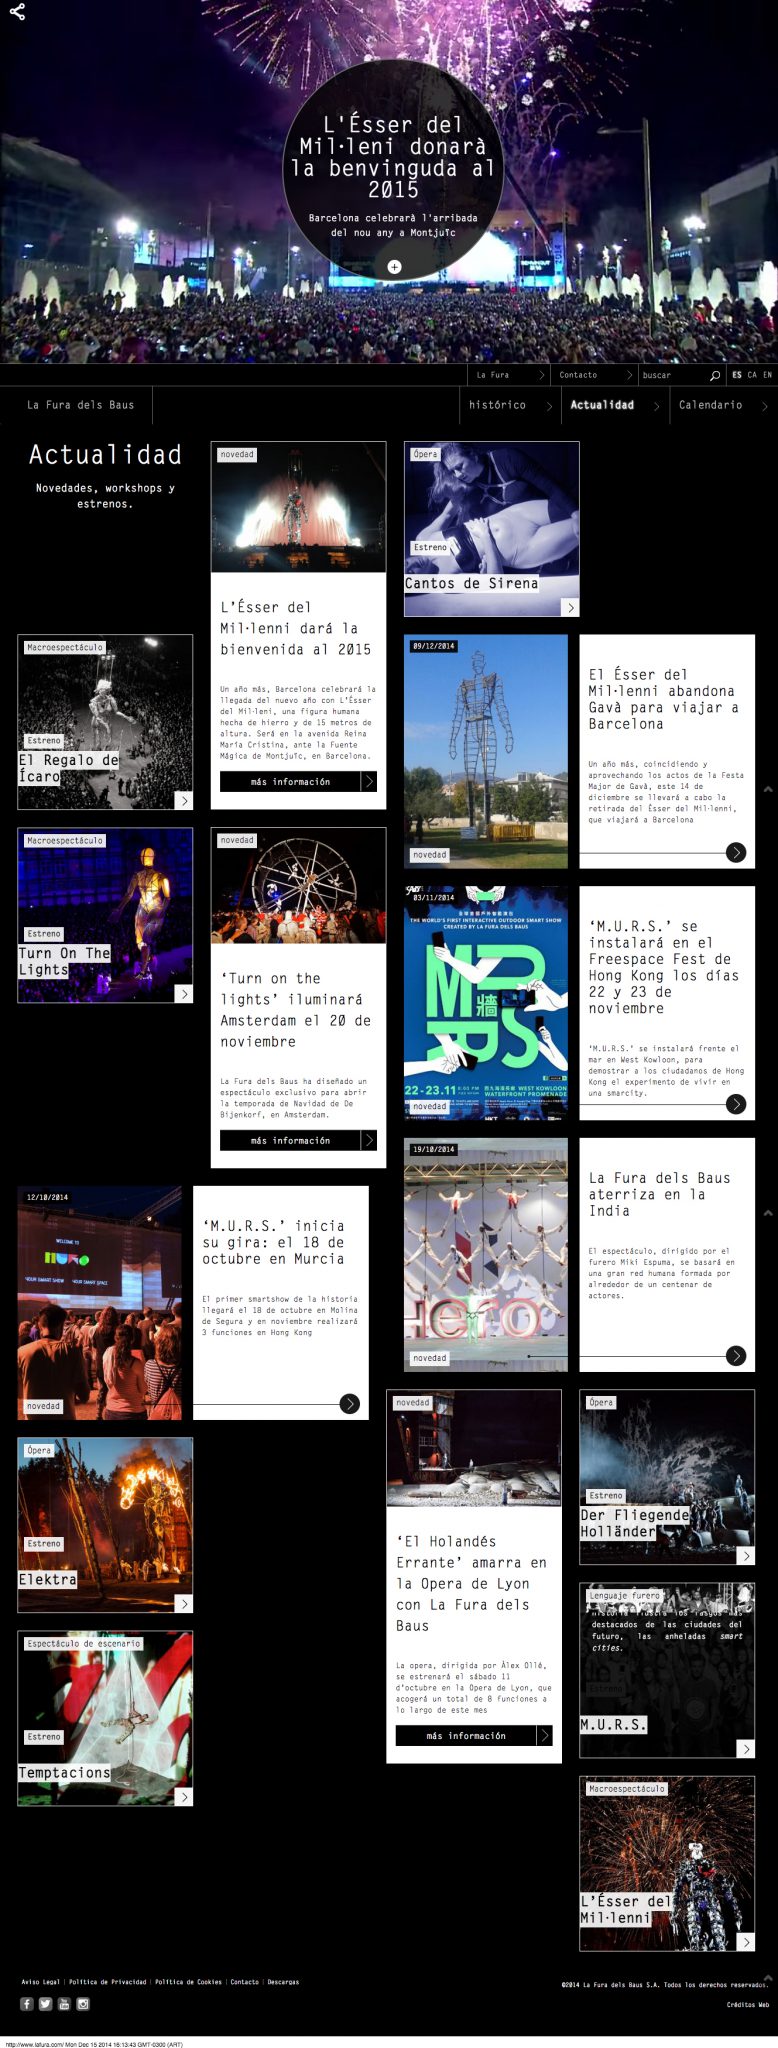 L'Ésser del
Mil·leni donarà
la benvinguda al
2015
Barcelona celebrarà l'arribada
del nou any a Montjuïc
La Fura
Contacto
buscar
ES CA EN
La Fura dels Baus
histórico
Actualidad
Calendario
Actualidad
Novedades, workshops y
estrenos.
novedad
L'Ésser del
Mil·lenni dará la
bienvenida al 2015
Un año más, Barcelona celebrará la
llegada del nuevo año con L'Ésser
del Mil·leni, una figura humana
hecha de hierro y de 15 metros de
altura. Será en la avenida Reina
María Cristina, ante la Fuente
Mágica de Montjuïc, en Barcelona.
más información
Ópera
Estreno
Cantos de Sirena
Macroespectáculo
Estreno
El Regalo de
Ícaro
09/12/2014
novedad
El Ésser del
Mil·lenni abandona
Gavà para viajar a
Barcelona
Un año más, coincidiendo y
aprovechando los actos de la Festa
Major de Gavà, este 14 de
diciembre se llevará a cabo la
retirada del Ésser del Mil·lenni,
que viajará a Barcelona
Macroespectáculo
Estreno
Turn On The
Lights
novedad
‘Turn on the
lights’ iluminará
Amsterdam el 20 de
noviembre
La Fura dels Baus ha diseñado un
espectáculo exclusivo para abrir
la temporada de Navidad de De
Bijenkorf, en Amsterdam.
más información
03/11/2014
THE WORLD'S FIRST INTERACTIVE OUTDOOR SMART SHOW
CREATED BY LA FURA DELS BAUS
MURS
牆
22-23.11
8:00 PM
WEST KOWLOON
WATERFRONT PROMENADE
novedad
HKT
‘M.U.R.S.’ se
instalará en el
Freespace Fest de
Hong Kong los días
22 y 23 de
noviembre
‘M.U.R.S.’ se instalará frente el
mar en West Kowloon, para
demostrar a los ciudadanos de Hong
Kong el experimento de vivir en
una smarcity.
19/10/2014
Hero
novedad
La Fura dels Baus
aterriza en la
India
El espectáculo, dirigido por el
furero Miki Espuma, se basará en
una gran red humana formada por
alrededor de un centenar de
actores.
12/10/2014
WELCOME TO
MURS
YOUR SMART SHOW
YOUR SMART SPACE
novedad
‘M.U.R.S.’ inicia
su gira: el 18 de
octubre en Murcia
El primer smartshow de la historia
llegará el 18 de octubre en Molina
de Segura y en noviembre realizará
3 funciones en Hong Kong
novedad
‘El Holandés
Errante’ amarra en
la Opera de Lyon
con La Fura dels
Baus
La opera, dirigida por Àlex Ollé,
se estrenará el sábado 11
d'octubre en la Opera de Lyon, que
acogerá un total de 8 funciones a
lo largo de este mes
más información
Ópera
Estreno
Der Fliegende
Holländer
Ópera
Estreno
Elektra
Lenguaje furero
historia ilustra los rasgos más
destacados de las ciudades del
futuro, las anheladas smart
cities.
Estreno
M.U.R.S.
Espectáculo de escenario
Estreno
Temptacions
Macroespectáculo
L'Ésser del
Mil·lenni
Aviso Legal | Política de Privacidad | Política de Cookies | Contacto | Descargas
©2014 La Fura dels Baus S.A. Todos los derechos reservados.
Créditos Web
http://www.lafura.com/ Mon Dec 15 2014 16:13:43 GMT-0300 (ART)